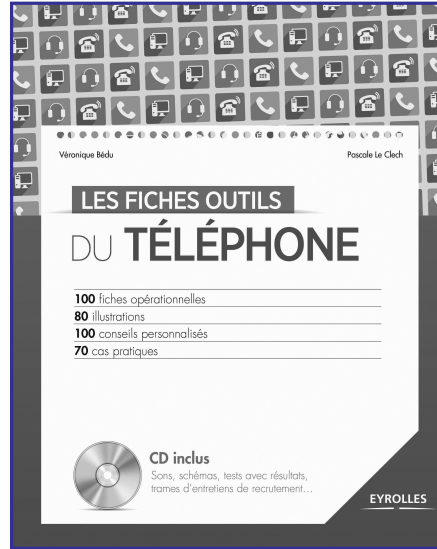 Véronique Bédu
Pascale Le Clech
LES FICHES OUTILS
DU TÉLÉPHONE
100 fiches opérationnelles
80 illustrations
100 conseils personnalisés
70 cas pratiques
CD inclus
Sons, schémas, tests avec résultats,
trames d'entretiens de recrutement...
EYROLLES